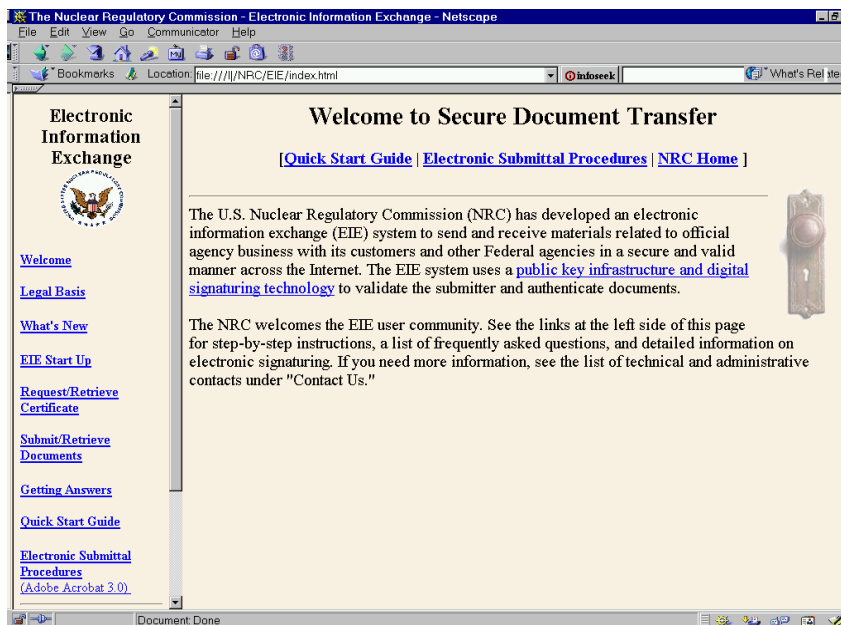 The Nuclear Regulatory Commission - Electronic Information Exchange - Netscape
File Edit View Go Communicator Help
Bookmarks Location: file:///I|/NRC/EIE/index.html infoseek What's Related
Electronic
Information
Exchange
Welcome
Legal Basis
What's New
EIE Start Up
Request/Retrieve
Certificate
Submit/Retrieve
Documents
Getting Answers
Quick Start Guide
Electronic Submittal
Procedures
(Adobe Acrobat 3.0)
Welcome to Secure Document Transfer
[Quick Start Guide | Electronic Submittal Procedures | NRC Home ]
The U.S. Nuclear Regulatory Commission (NRC) has developed an electronic
information exchange (EIE) system to send and receive materials related to official
agency business with its customers and other Federal agencies in a secure and valid
manner across the Internet. The EIE system uses a public key infrastructure and digital
signaturing technology to validate the submitter and authenticate documents.
The NRC welcomes the EIE user community. See the links at the left side of this page
for step-by-step instructions, a list of frequently asked questions, and detailed information on
electronic signaturing. If you need more information, see the list of technical and administrative
contacts under "Contact Us."
Document: Done